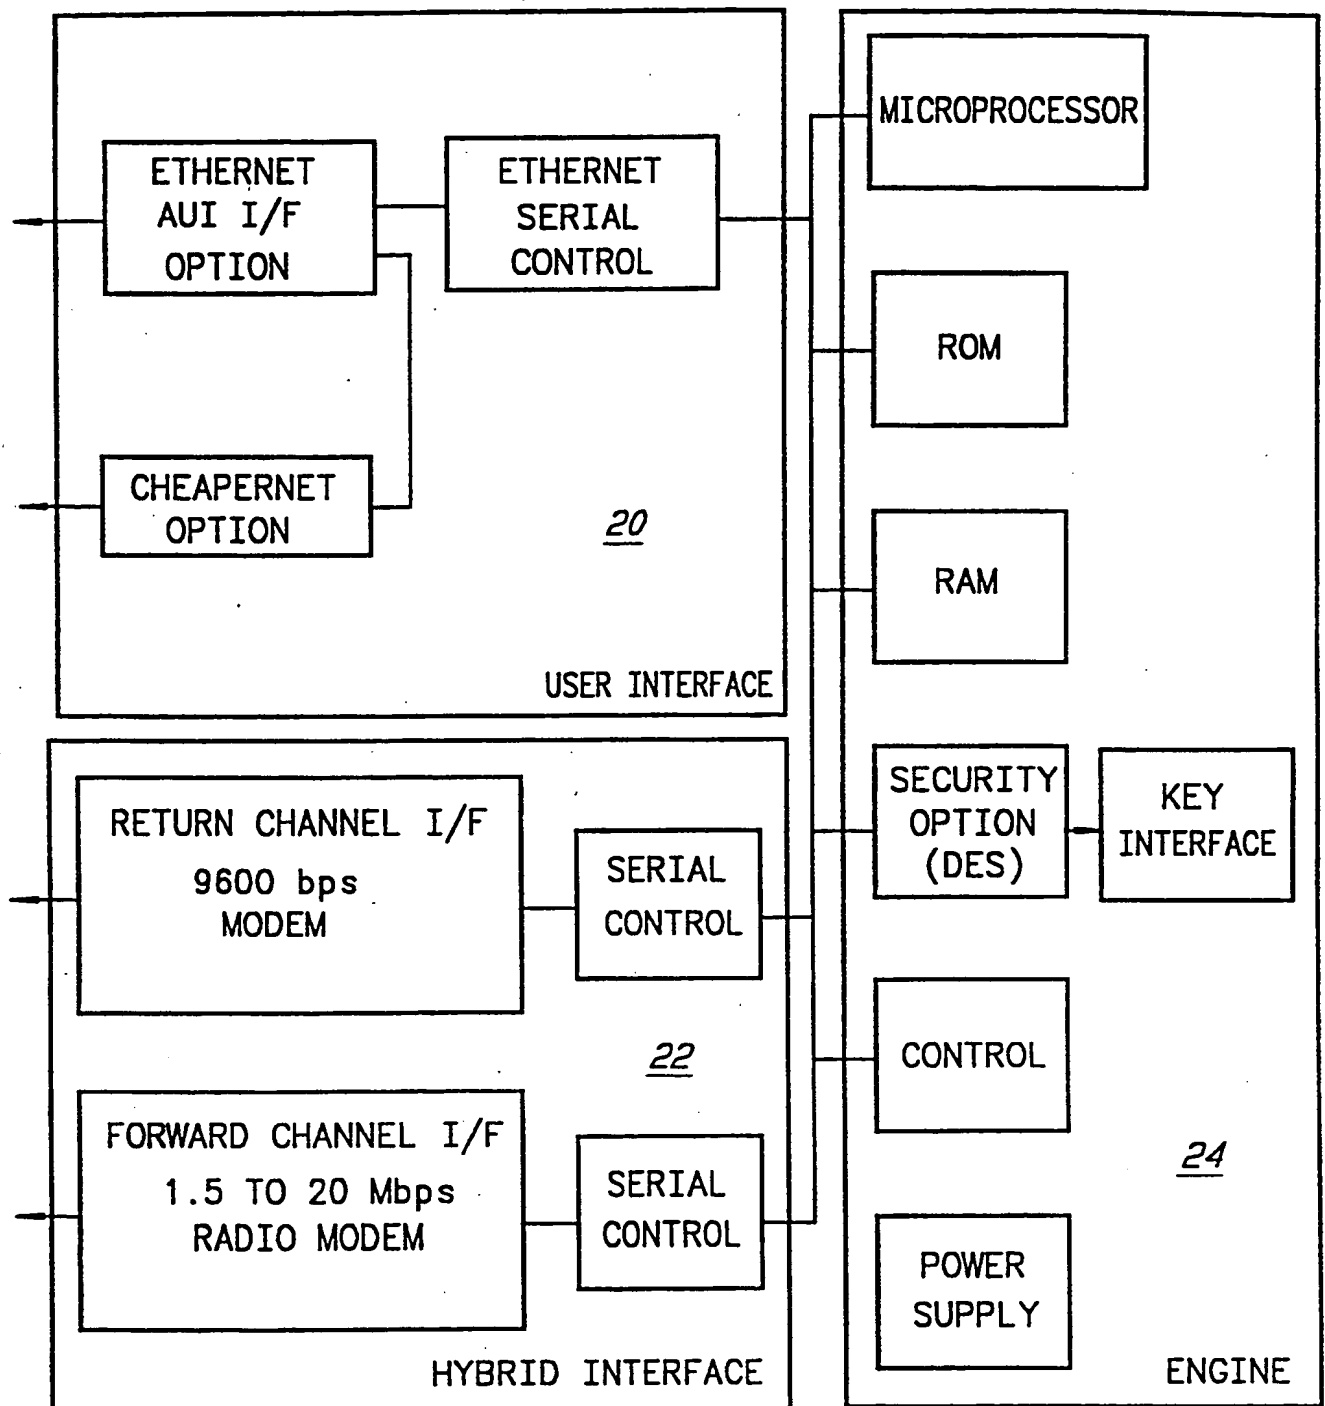 ETHERNET
AUI I/F
OPTION
ETHERNET
SERIAL
CONTROL
CHEAPERNET
OPTION
20
USER INTERFACE
RETURN CHANNEL I/F
9600 bps
MODEM
SERIAL
CONTROL
22
FORWARD CHANNEL I/F
1.5 TO 20 Mbps
RADIO MODEM
SERIAL
CONTROL
HYBRID INTERFACE
MICROPROCESSOR
ROM
RAM
SECURITY
OPTION
(DES)
KEY
INTERFACE
CONTROL
24
POWER
SUPPLY
ENGINE